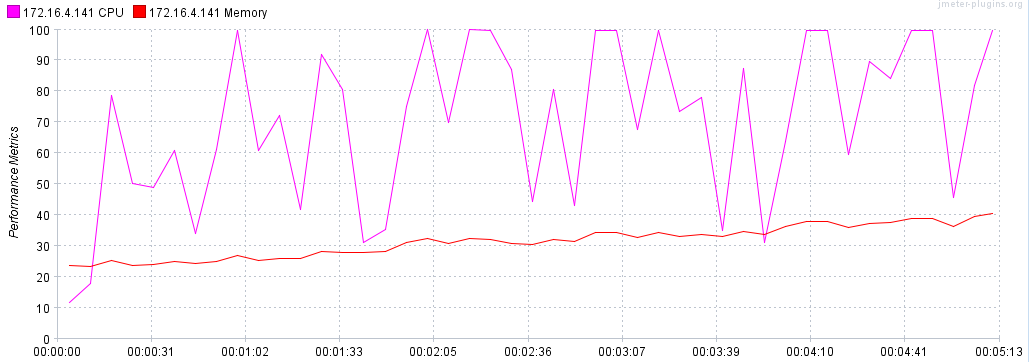 jmeter-plugins.org
172.16.4.141 CPU 172.16.4.141 Memory
100
90
80
70
60
50
40
30
20
10
0
Performance Metrics
00:00:00 00:00:31 00:01:02 00:01:33 00:02:05 00:02:36 00:03:07 00:03:39 00:04:10 00:04:41 00:05:13